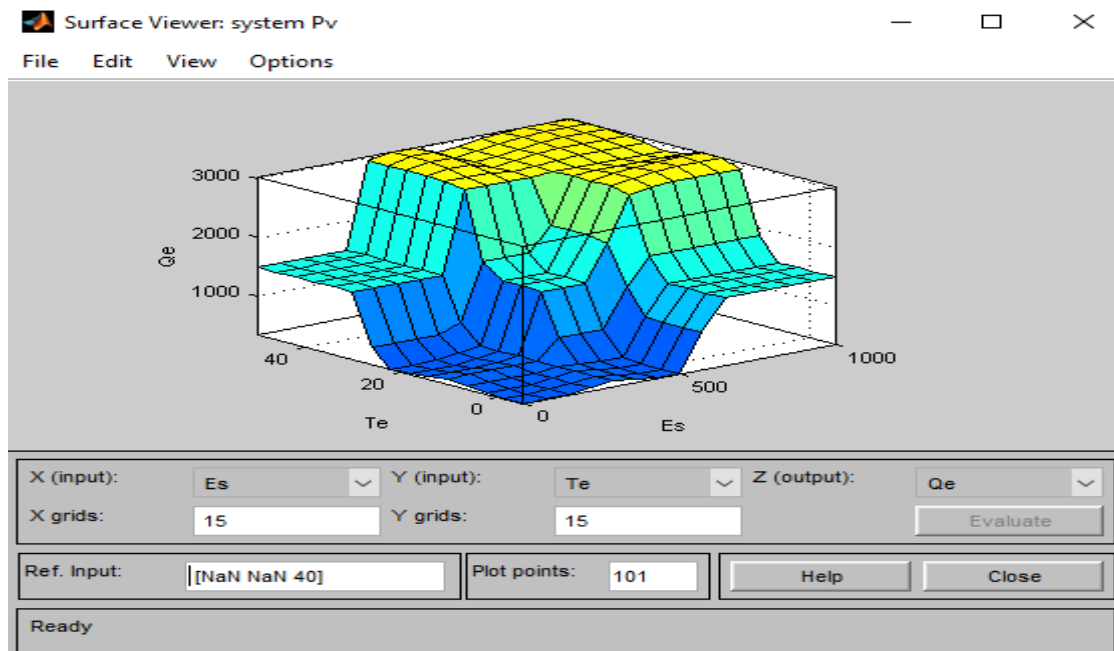 Surface Viewer: system Pv
File Edit View Options
3000
2000
1000
Qe
40
20
0
Te
0
500
1000
Es
X (input): Es Y (input): Te Z (output): Qe
X grids: 15 Y grids: 15 Evaluate
Ref. Input: [NaN NaN 40] Plot points: 101 Help Close
Ready